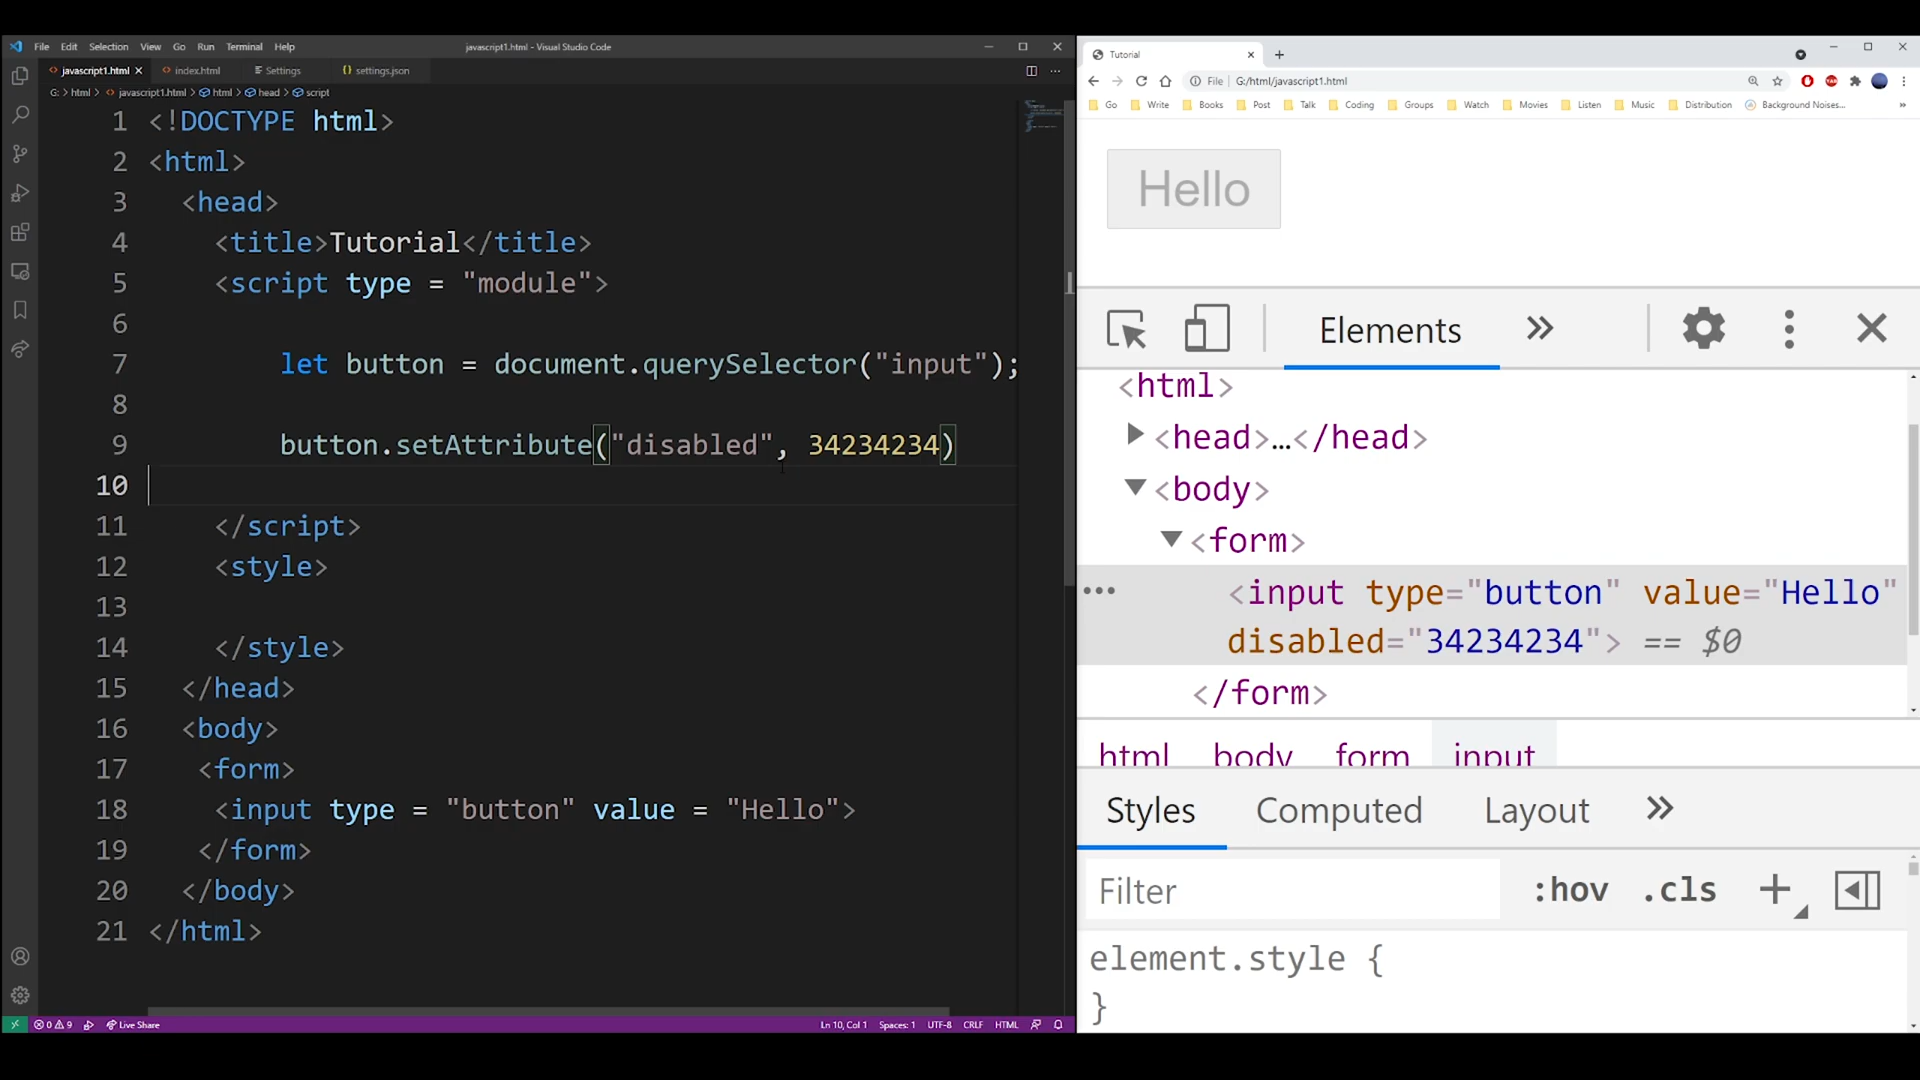 File Edit Selection View Go Run Terminal Help
javascript1.html - Visual Studio Code
javascript1.html index.html Settings {} settings.json
G: > html > javascript1.html > html > head > script
1 <!DOCTYPE html>
2 <html>
3 <head>
4 <title>Tutorial</title>
5 <script type = "module">
6
7 let button = document.querySelector("input");
8
9 button.setAttribute("disabled", 34234234)
10
11 </script>
12 <style>
13
14 </style>
15 </head>
16 <body>
17 <form>
18 <input type = "button" value = "Hello">
19 </form>
20 </body>
21 </html>
0 9 Live Share Ln 10, Col 1 Spaces: 1 UTF-8 CRLF HTML
Tutorial
File G:/html/javascript1.html
Go Write Books Post Talk Coding Groups Watch Movies Listen Music Distribution Background Noises... »
Hello
Elements »
<html>
<head>…</head>
<body>
<form>
<input type="button" value="Hello"
disabled="34234234"> == $0
</form>
html body form input
Styles Computed Layout »
Filter :hov .cls +
element.style {
}